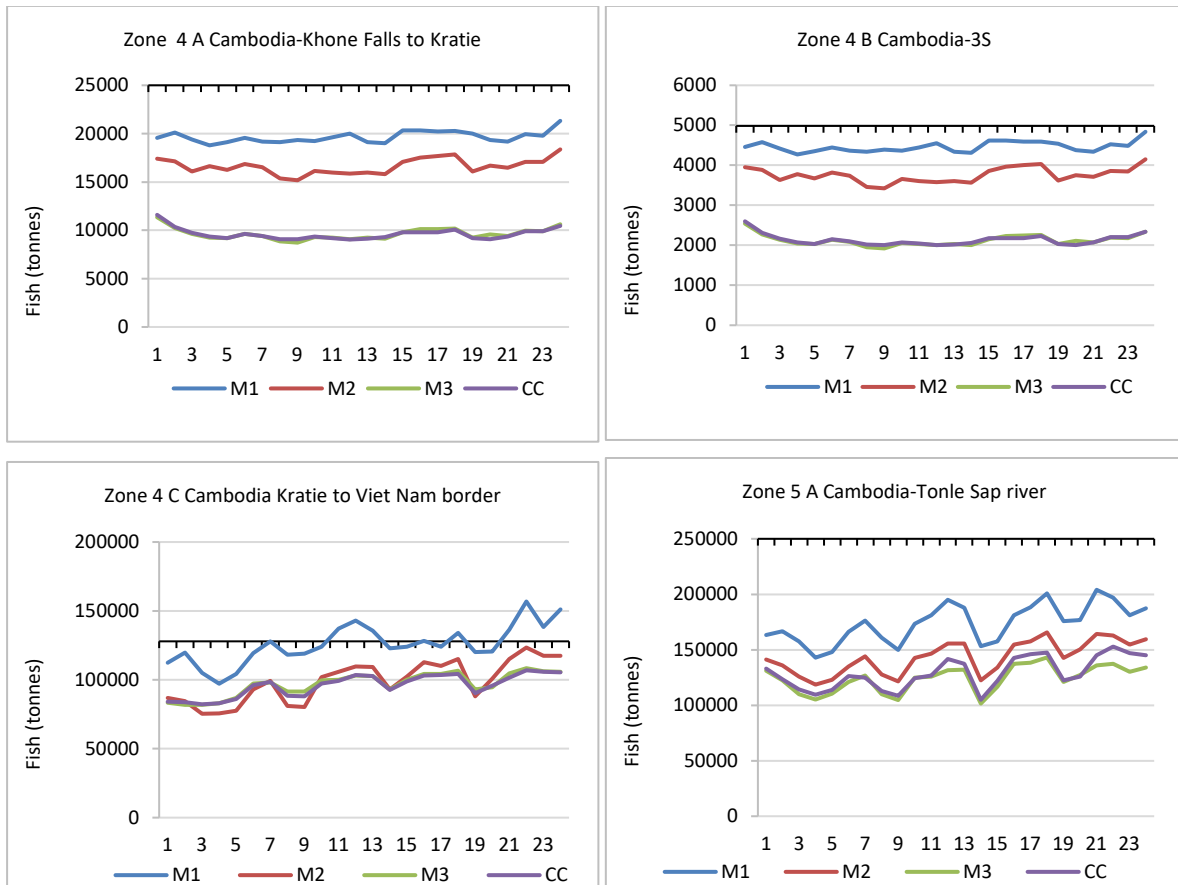 Zone 4 A Cambodia-Khone Falls to Kratie
25000
20000
15000
10000
5000
0
Fish (tonnes)
1 3 5 7 9 11 13 15 17 19 21 23
M1 M2 M3 CC
Zone 4 B Cambodia-3S
6000
5000
4000
3000
2000
1000
0
Fish (tonnes)
1 3 5 7 9 11 13 15 17 19 21 23
M1 M2 M3 CC
Zone 4 C Cambodia Kratie to Viet Nam border
200000
150000
100000
50000
0
Fish (tonnes)
1 3 5 7 9 11 13 15 17 19 21 23
M1 M2 M3 CC
Zone 5 A Cambodia-Tonle Sap river
250000
200000
150000
100000
50000
0
Fish (tonnes)
1 3 5 7 9 11 13 15 17 19 21 23
M1 M2 M3 CC